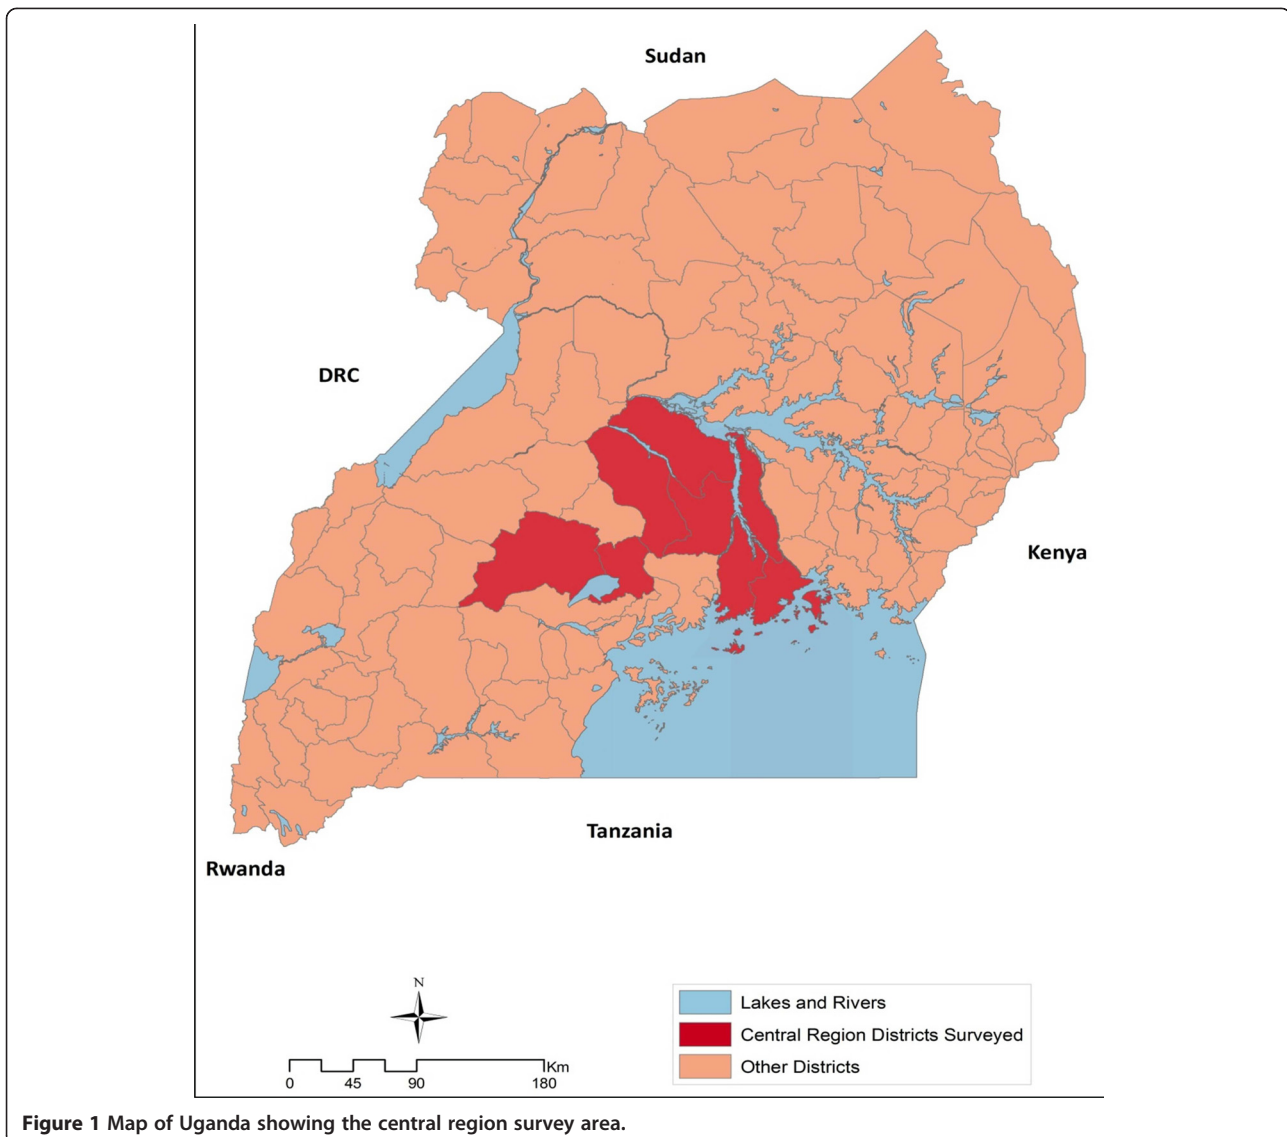 Sudan
DRC
Kenya
Tanzania
Rwanda
N
Km
0 45 90 180
Lakes and Rivers
Central Region Districts Surveyed
Other Districts
Figure 1 Map of Uganda showing the central region survey area.